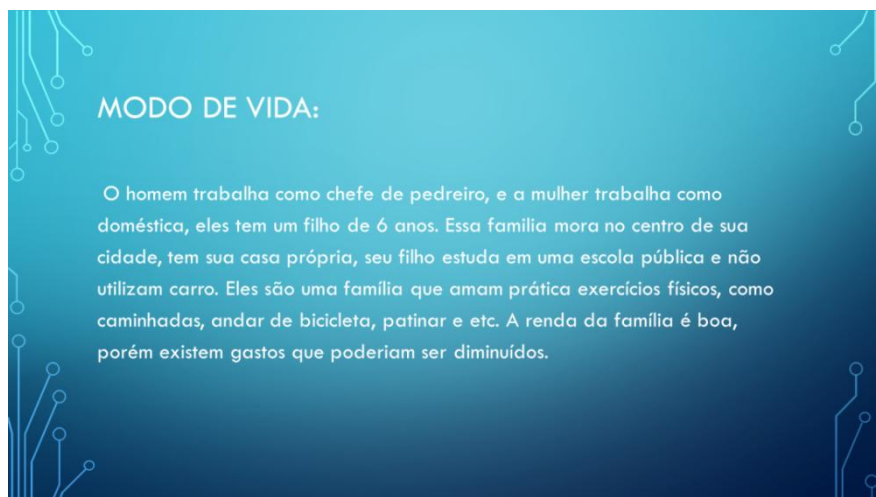 MODO DE VIDA:
O homem trabalha como chefe de pedreiro, e a mulher trabalha como
doméstica, eles tem um filho de 6 anos. Essa familia mora no centro de sua
cidade, tem sua casa própria, seu filho estuda em uma escola pública e não
utilizam carro. Eles são uma família que amam prática exercícios físicos, como
caminhadas, andar de bicicleta, patinar e etc. A renda da família é boa,
porém existem gastos que poderiam ser diminuídos.